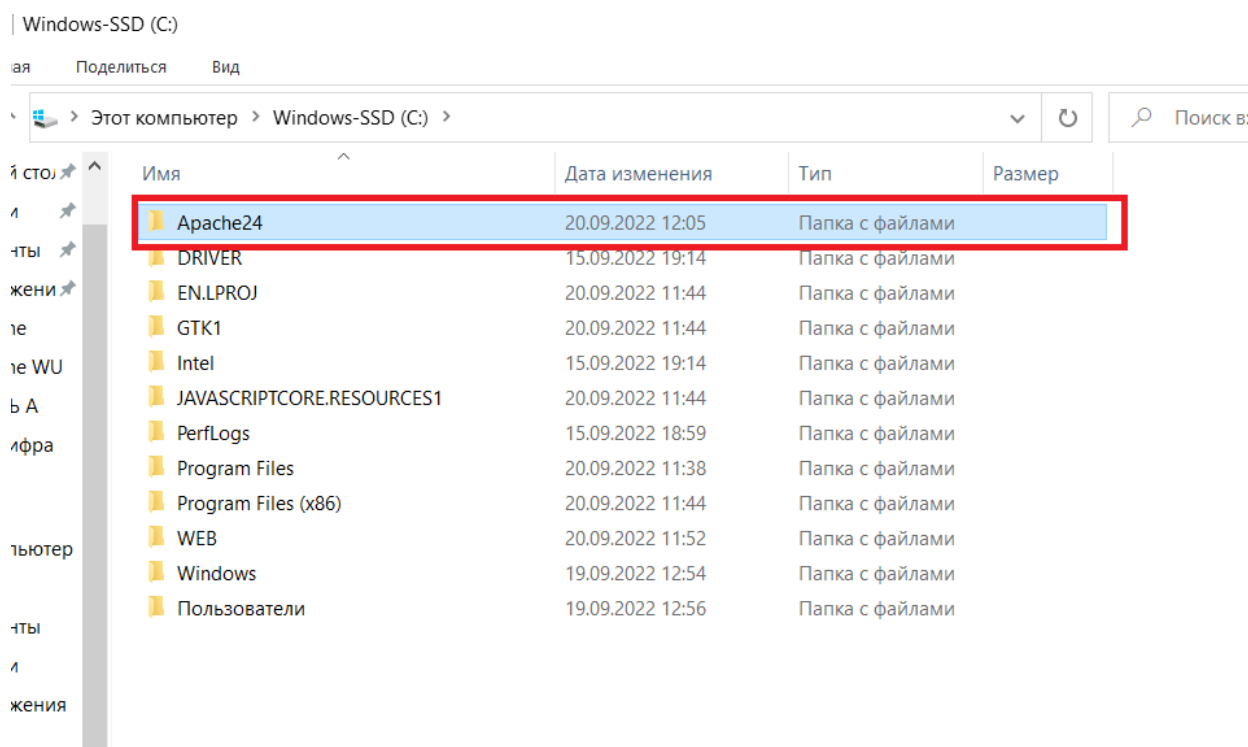 Windows-SSD (C:)
ая Поделиться Вид
Этот компьютер > Windows-SSD (C:) >
Поиск в
Имя Дата изменения Тип Размер
Apache24 20.09.2022 12:05 Папка с файлами
DRIVER 15.09.2022 19:14 Папка с файлами
EN.LPROJ 20.09.2022 11:44 Папка с файлами
GTK1 20.09.2022 11:44 Папка с файлами
Intel 15.09.2022 19:14 Папка с файлами
JAVASCRIPTCORE.RESOURCES1 20.09.2022 11:44 Папка с файлами
PerfLogs 15.09.2022 18:59 Папка с файлами
Program Files 20.09.2022 11:38 Папка с файлами
Program Files (x86) 20.09.2022 11:44 Папка с файлами
WEB 20.09.2022 11:52 Папка с файлами
Windows 19.09.2022 12:54 Папка с файлами
Пользователи 19.09.2022 12:56 Папка с файлами
й стол
и
нты
жени
ne
ne WU
ь А
ифра
пьютер
нты
и
жения